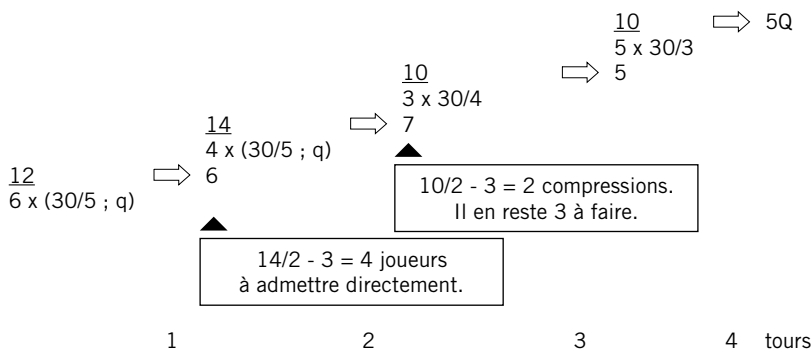 12
6 x (30/5 ; q)
14
4 x (30/5 ; q)
6
14/2 - 3 = 4 joueurs
à admettre directement.
10
3 x 30/4
7
10/2 - 3 = 2 compressions.
Il en reste 3 à faire.
10
5 x 30/3
5
5Q
1 2 3 4 tours